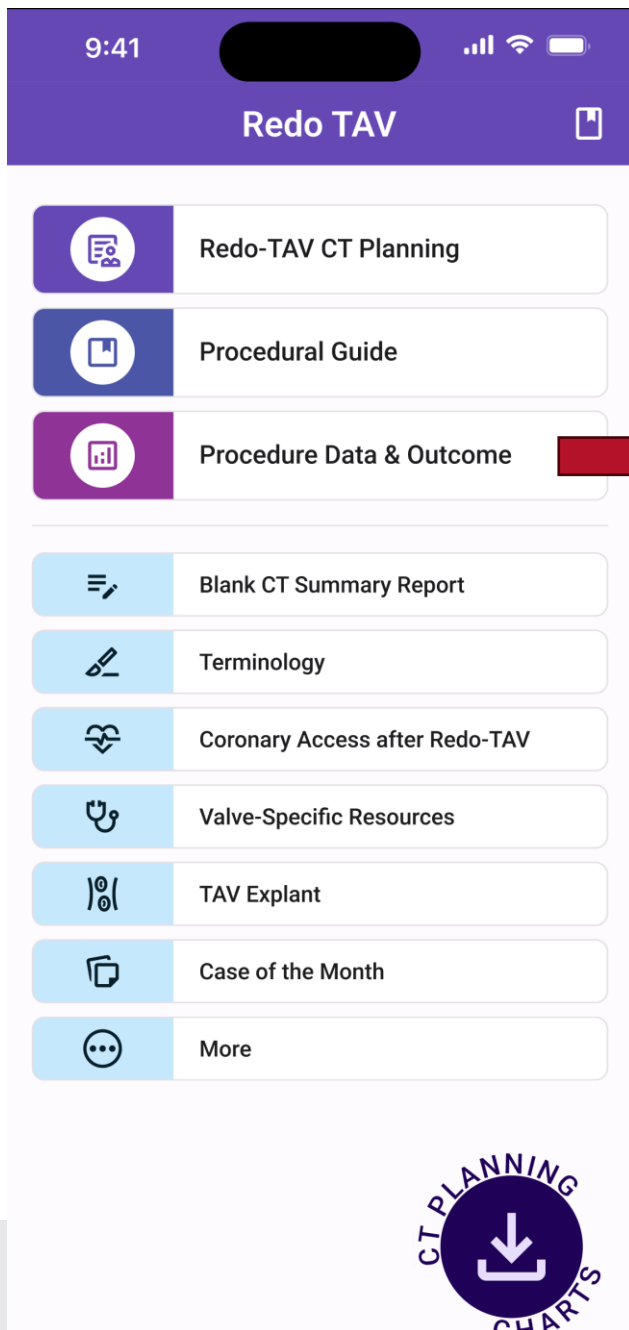 9:41
Redo TAV
Redo-TAV CT Planning
Procedural Guide
Procedure Data & Outcome
Blank CT Summary Report
Terminology
Coronary Access after Redo-TAV
Valve-Specific Resources
TAV Explant
Case of the Month
More
CT PLANNING
CHARTS